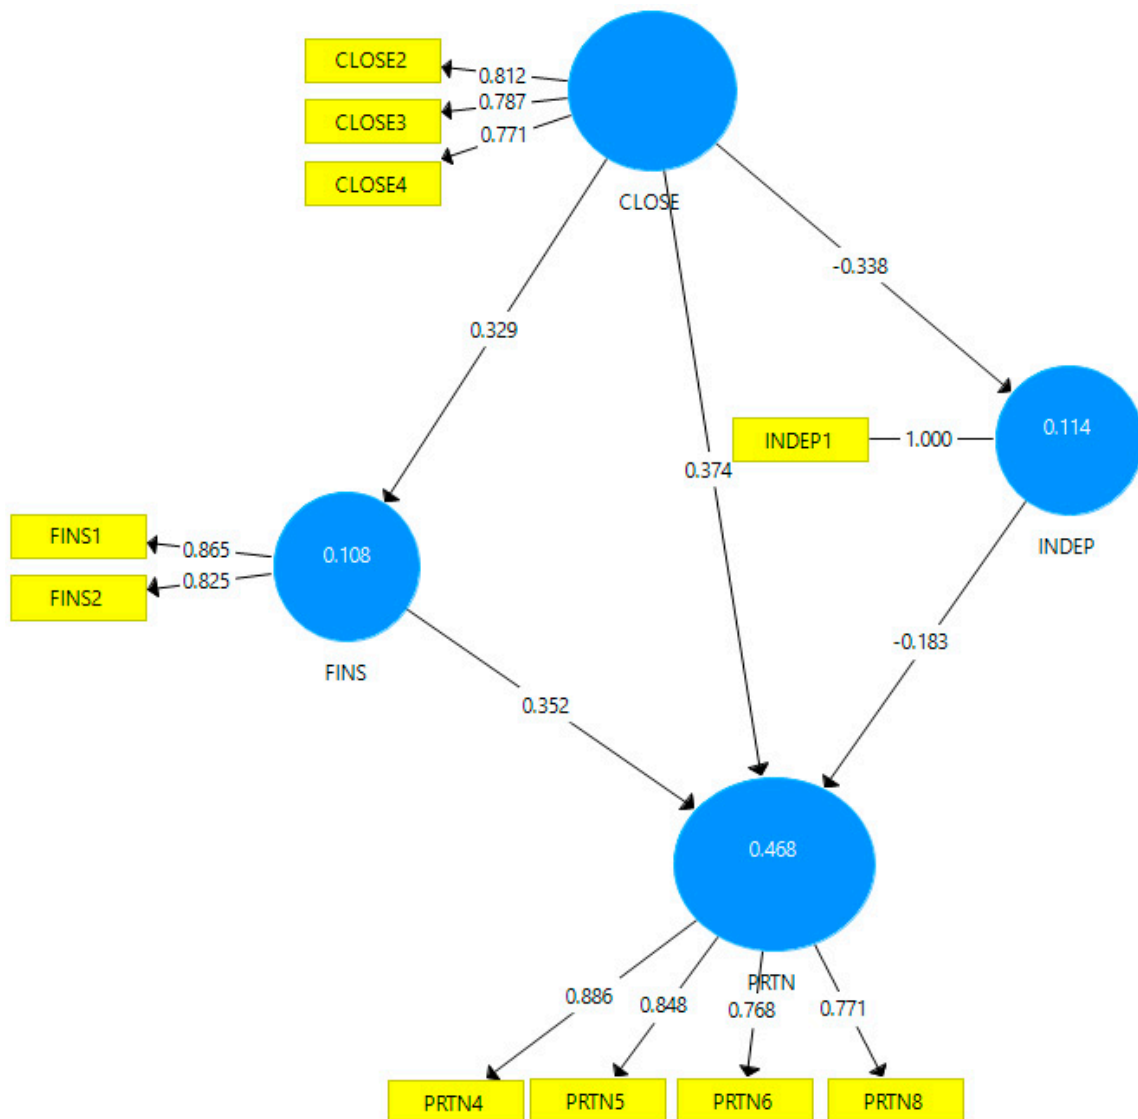 CLOSE2
0.812
CLOSE3
0.787
0.771
CLOSE4
CLOSE
-0.338
0.329
0.114
INDEP1
1.000
0.374
FINS1
0.865
0.108
INDEP
FINS2
0.825
-0.183
FINS
0.352
0.468
PRTN
0.886
0.848
0.768
0.771
PRTN4
PRTN5
PRTN6
PRTN8